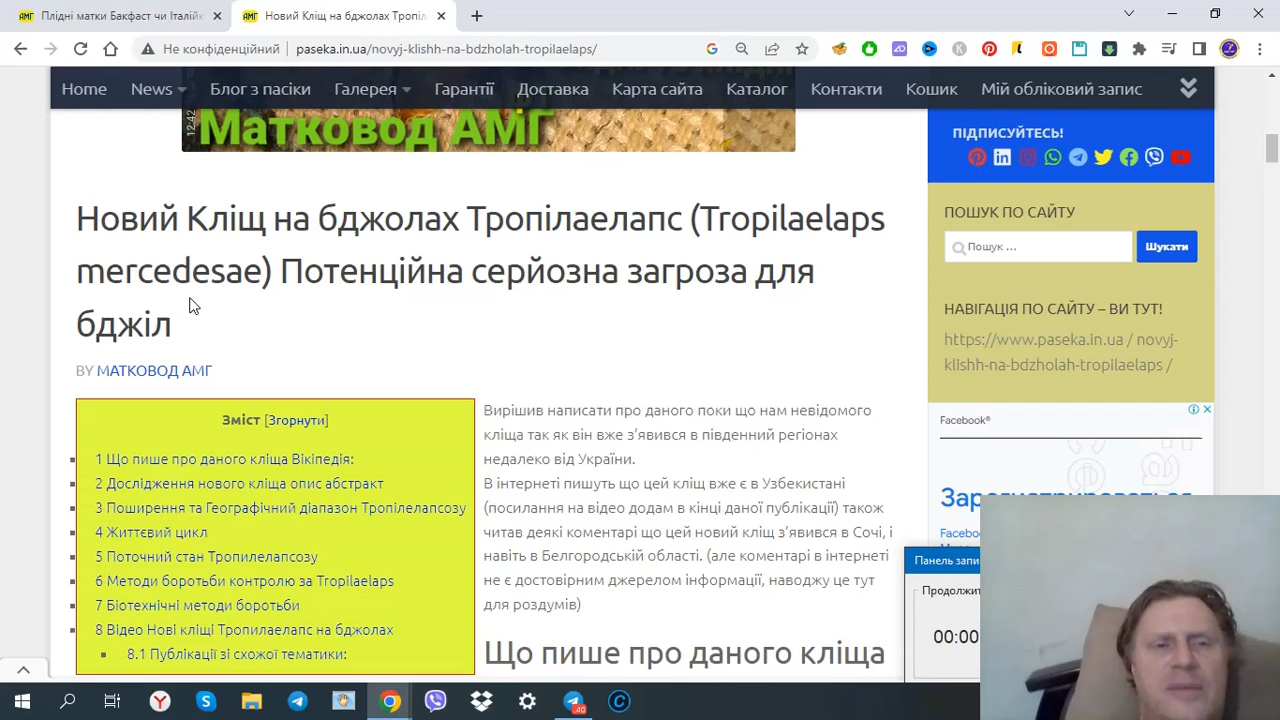 Плідні матки Бакфаст чи Італійк
Новий Кліщ на бджолах Тропіл
Не конфіденційний
paseka.in.ua/novyj-klishh-na-bdzholah-tropilaelaps/
Home News Блог з пасіки Галерея Гарантії Доставка Карта сайта Каталог Контакти Кошик Мій обліковий запис
12:42
Матковод АМГ
ПІДПИСУЙТЕСЬ!
Новий Кліщ на бджолах Тропілаелапс (Tropilaelaps
mercedesae) Потенційна серйозна загроза для
бджіл
BY МАТКОВОД АМГ
Зміст [Згорнути]
1 Що пише про даного кліща Вікіпедія:
2 Дослідження нового кліща опис абстракт
3 Поширення та Географічний діапазон Тропілелапсозу
4 Життєвий цикл
5 Поточний стан Тропилелапсозу
6 Методи боротьби контролю за Tropilaelaps
7 Біотехнічні методи боротьби
8 Відео Нові кліщі Тропилаелапс на бджолах
8.1 Публікації зі схожої тематики:
Вирішив написати про даного поки що нам невідомого
кліща так як він вже з’явився в південний регіонах
недалеко від України.
В інтернеті пишуть що цей кліщ вже є в Узбекистані
(посилання на відео додам в кінці даної публікації) також
читав деякі коментарі що цей новий кліщ з’явився в Сочі, і
навіть в Белгородській області. (але коментарі в інтернеті
не є достовірним джерелом інформації, наводжу це тут
для роздумів)
Що пише про даного кліща
ПОШУК ПО САЙТУ
Пошук …
Шукати
НАВІГАЦІЯ ПО САЙТУ – ВИ ТУТ!
https://www.paseka.in.ua / novyj-
klishh-na-bdzholah-tropilaelaps /
Facebook®
Зарегистрироваться
Facebo
Панель запи
Продолжит
00:00
40